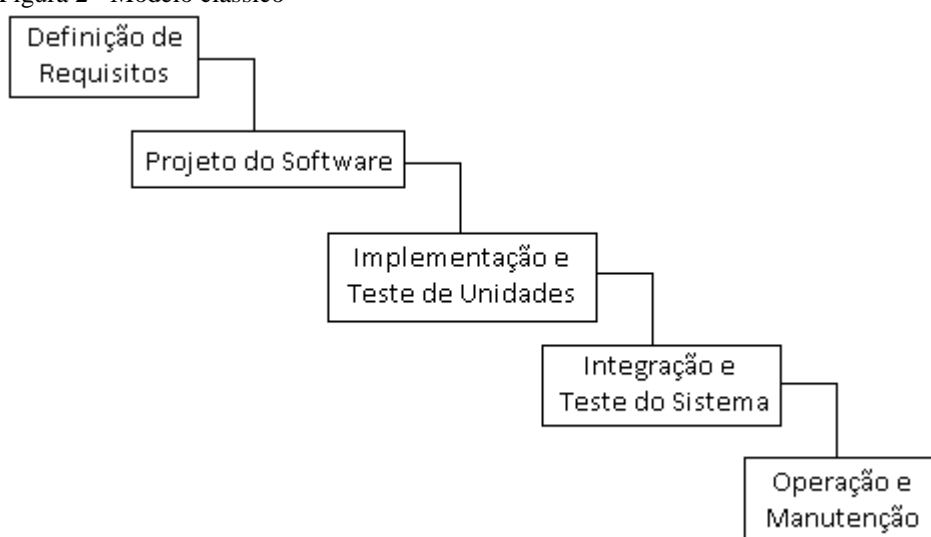 Figura 2 - Modelo clássico
Definição de
Requisitos
Projeto do Software
Implementação e
Teste de Unidades
Integração e
Teste do Sistema
Operação e
Manutenção